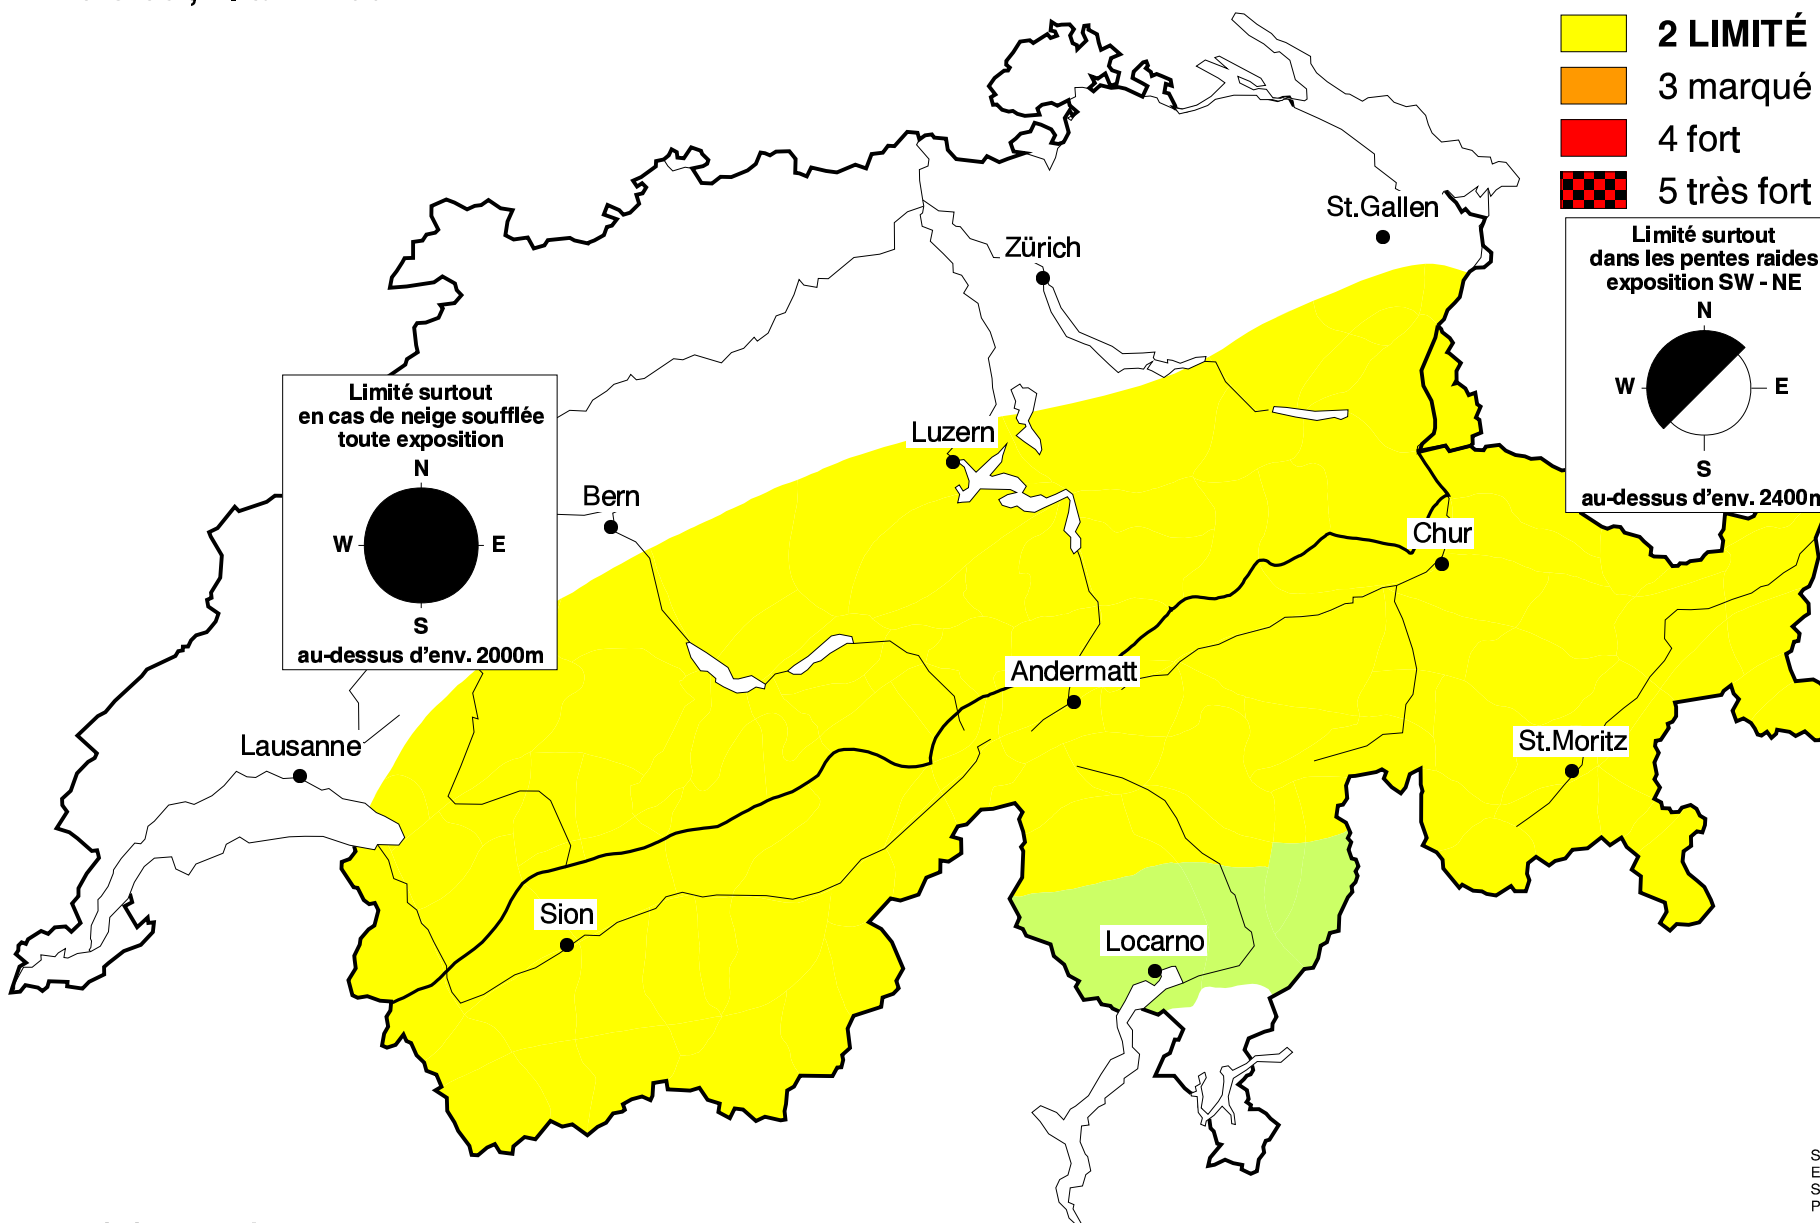 2 LIMITÉ
3 marqué
4 fort
5 très fort
St.Gallen
Limité surtout
dans les pentes raides
exposition SW - NE
N
W
E
S
au-dessus d'env. 2400m
Zürich
Limité surtout
en cas de neige soufflée
toute exposition
N
W
E
S
au-dessus d'env. 2000m
Luzern
Bern
Chur
Andermatt
Lausanne
St.Moritz
Sion
Locarno
S
E
S
P